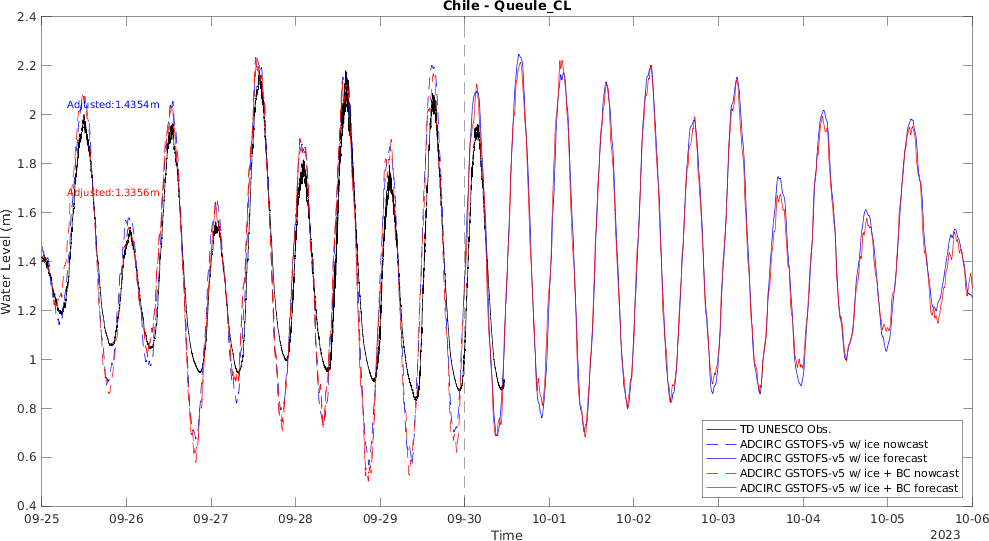 Chile - Queule_CL
2.4
2.2
2
1.8
1.6
1.4
1.2
1
0.8
0.6
0.4
Water Level (m)
Adjusted:1.4354m
Adjusted:1.3356m
TD UNESCO Obs.
ADCIRC GSTOFS-v5 w/ ice nowcast
ADCIRC GSTOFS-v5 w/ ice forecast
ADCIRC GSTOFS-v5 w/ ice + BC nowcast
ADCIRC GSTOFS-v5 w/ ice + BC forecast
09-25 09-26 09-27 09-28 09-29 09-30 10-01 10-02 10-03 10-04 10-05 10-06
Time
2023